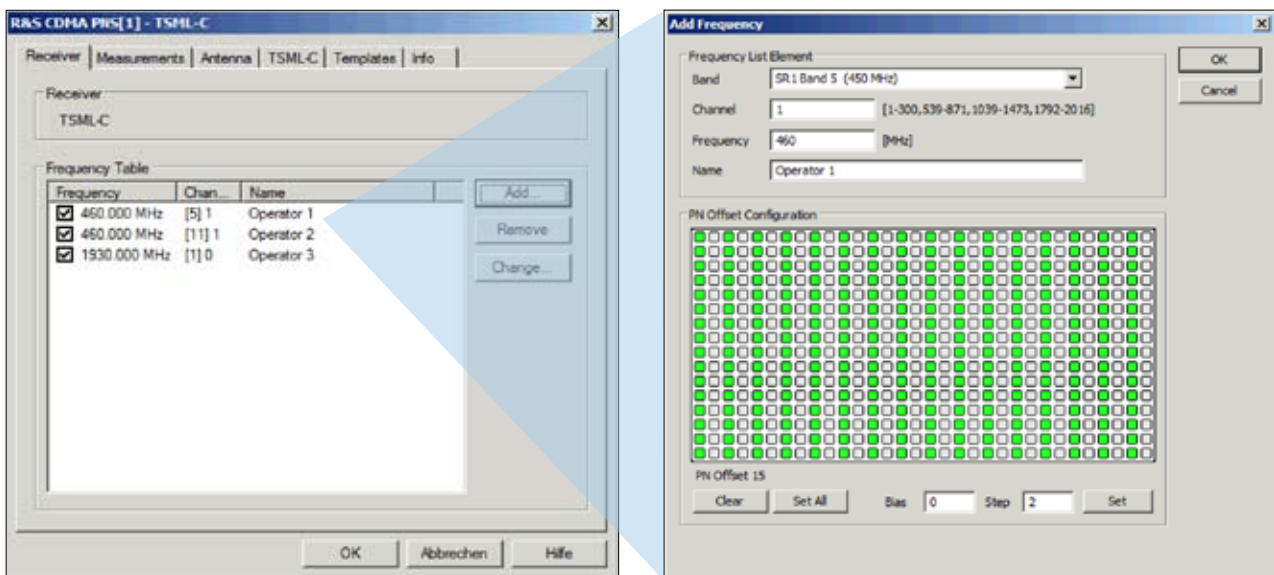 R&S CDMA PNS[1] - TSML-C
Receiver Measurements Antenna TSML-C Templates Info
Receiver
TSML-C
Frequency Table
Frequency Chan... Name
460.000 MHz [5] 1 Operator 1
460.000 MHz [11] 1 Operator 2
1930.000 MHz [1] 0 Operator 3
Add...
Remove
Change...
OK Abbrechen Hilfe
Add Frequency
Frequency List Element
Band SR1 Band 5 (450 MHz)
Channel 1 [1-300,539-871,1039-1473,1792-2016]
Frequency 460 [MHz]
Name Operator 1
OK
Cancel
PN Offset Configuration
PN Offset 15
Clear Set All Bias 0 Step 2 Set